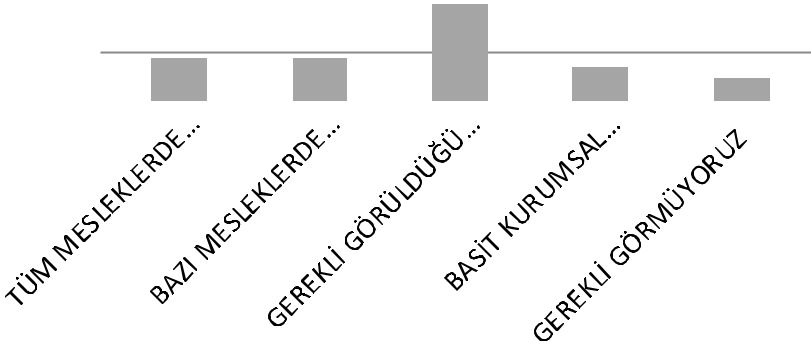 TÜM MESLEKLERDE...
BAZI MESLEKLERDE...
GEREKLİ GÖRÜLDÜĞÜ...
BASİT KURUMSAL...
GEREKLİ GÖRMÜYORUZ